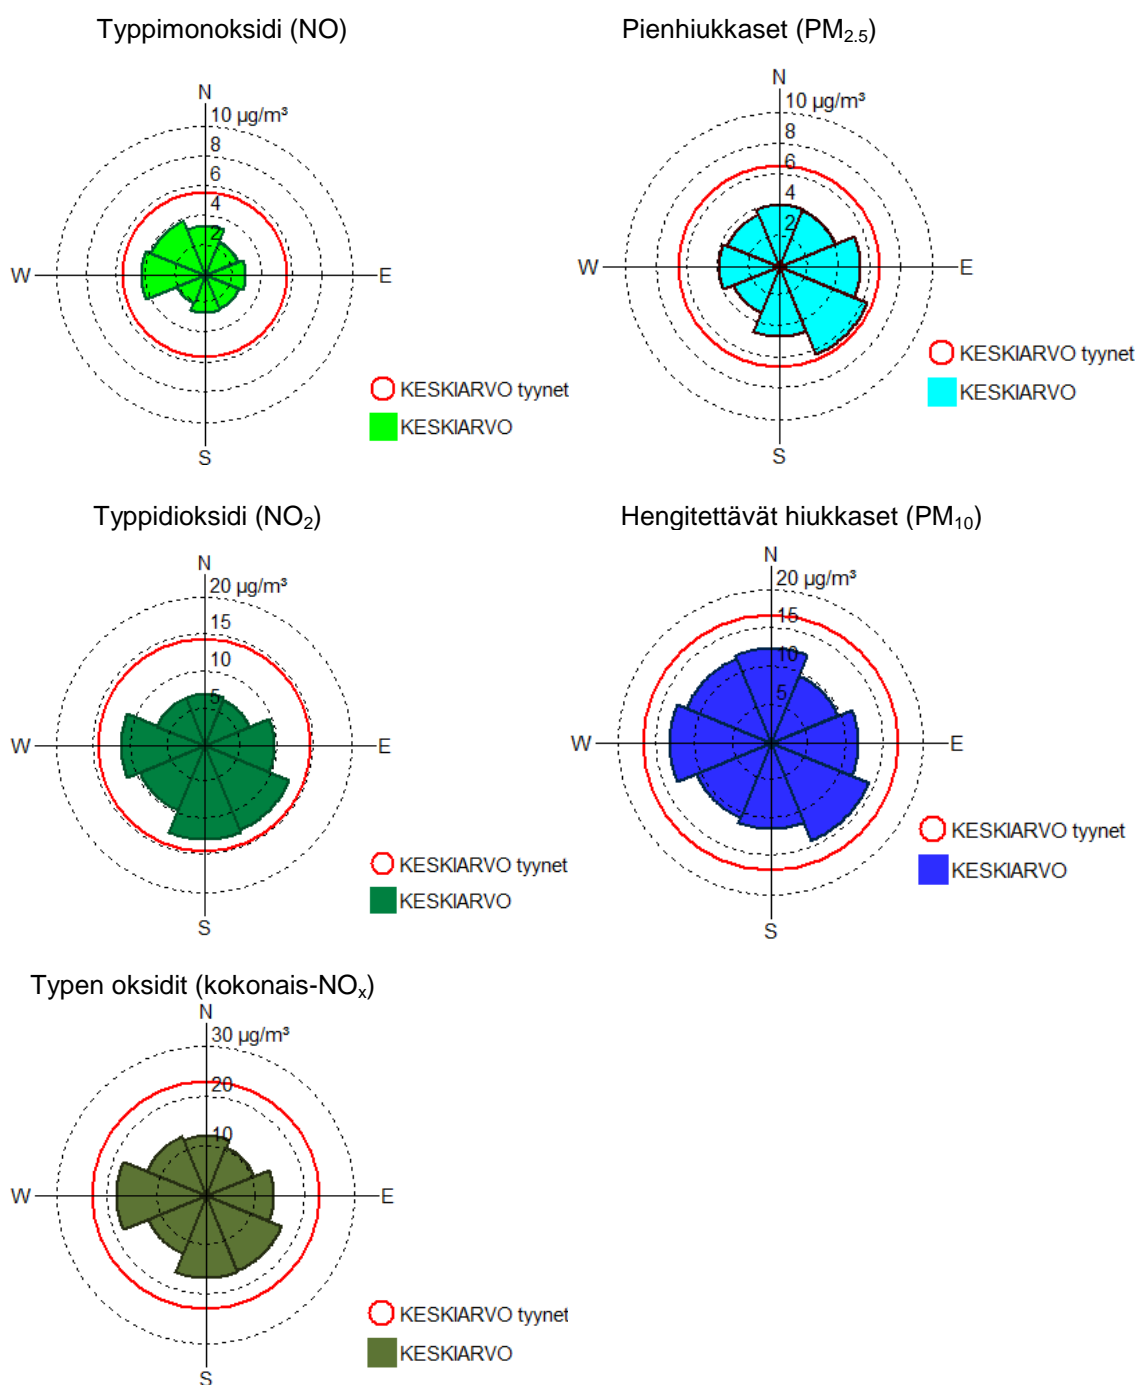 Typpimonoksidi (NO)
N
10 µg/m³
8
6
4
2
W
E
S
KESKIARVO tyynet
KESKIARVO
Pienhiukkaset (PM2.5)
N
10 µg/m³
8
6
4
2
W
E
S
KESKIARVO tyynet
KESKIARVO
Typpidioksidi (NO2)
N
20 µg/m³
15
10
5
W
E
S
KESKIARVO tyynet
KESKIARVO
Hengitettävät hiukkaset (PM10)
N
20 µg/m³
15
10
5
W
E
S
KESKIARVO tyynet
KESKIARVO
Typen oksidit (kokonais-NOx)
N
30 µg/m³
20
10
W
E
S
KESKIARVO tyynet
KESKIARVO